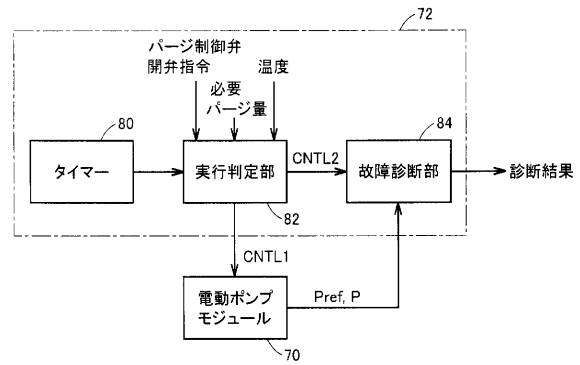 72
パージ制御弁
開弁指令
必要
パージ量
温度
80
タイマー
実行判定部
82
CNTL2
84
故障診断部
診断結果
CNTL1
電動ポンプ
モジュール
70
Pref, P